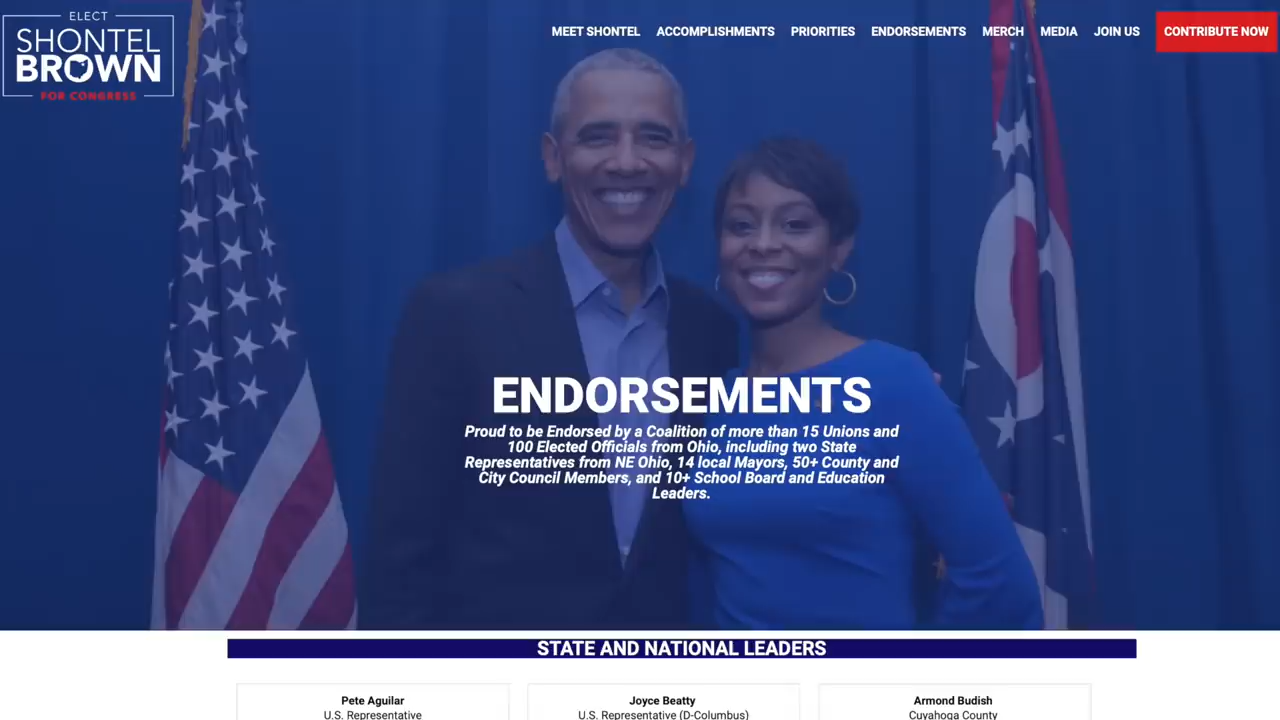 ELECT
SHONTEL
BROWN
FOR CONGRESS
MEET SHONTEL ACCOMPLISHMENTS PRIORITIES ENDORSEMENTS MERCH MEDIA JOIN US CONTRIBUTE NOW
ENDORSEMENTS
Proud to be Endorsed by a Coalition of more than 15 Unions and
100 Elected Officials from Ohio, including two State
Representatives from NE Ohio, 14 local Mayors, 50+ County and
City Council Members, and 10+ School Board and Education
Leaders.
STATE AND NATIONAL LEADERS
Pete Aguilar
U.S. Representative
Joyce Beatty
U.S. Representative (D-Columbus)
Armond Budish
Cuyahoga County